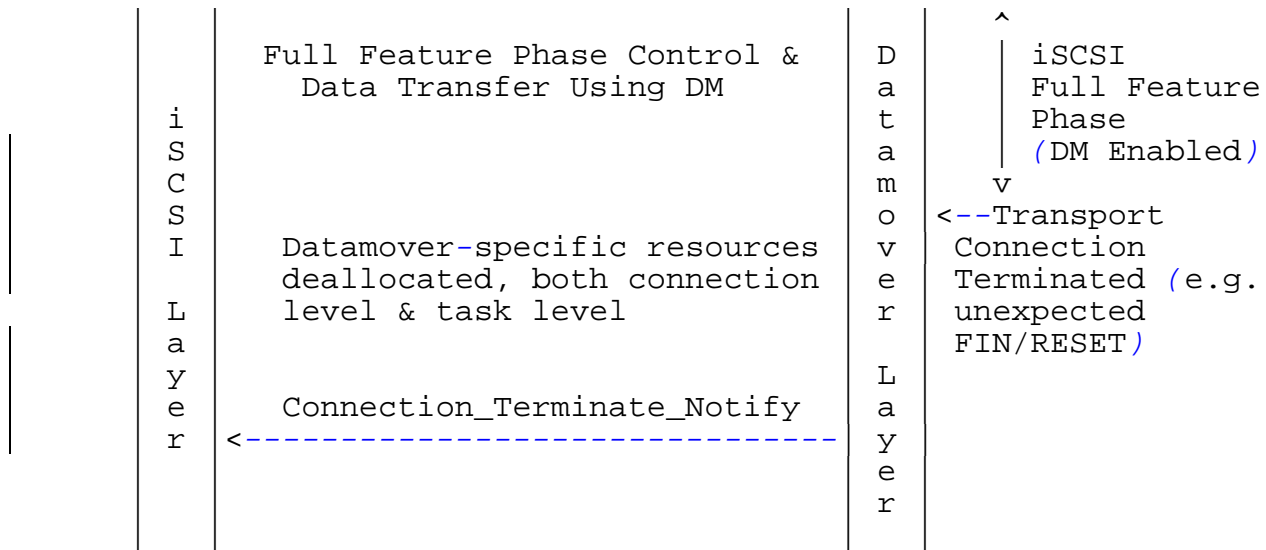 ^
Full Feature Phase Control & D | iSCSI
Data Transfer Using DM a | Full Feature
i t | Phase
S a | (DM Enabled)
C m v
S o <--Transport
I Datamover-specific resources v Connection
deallocated, both connection e Terminated (e.g.
L level & task level r unexpected
a FIN/RESET)
y L
e Connection_Terminate_Notify a
r <------------------------------- y
e
r